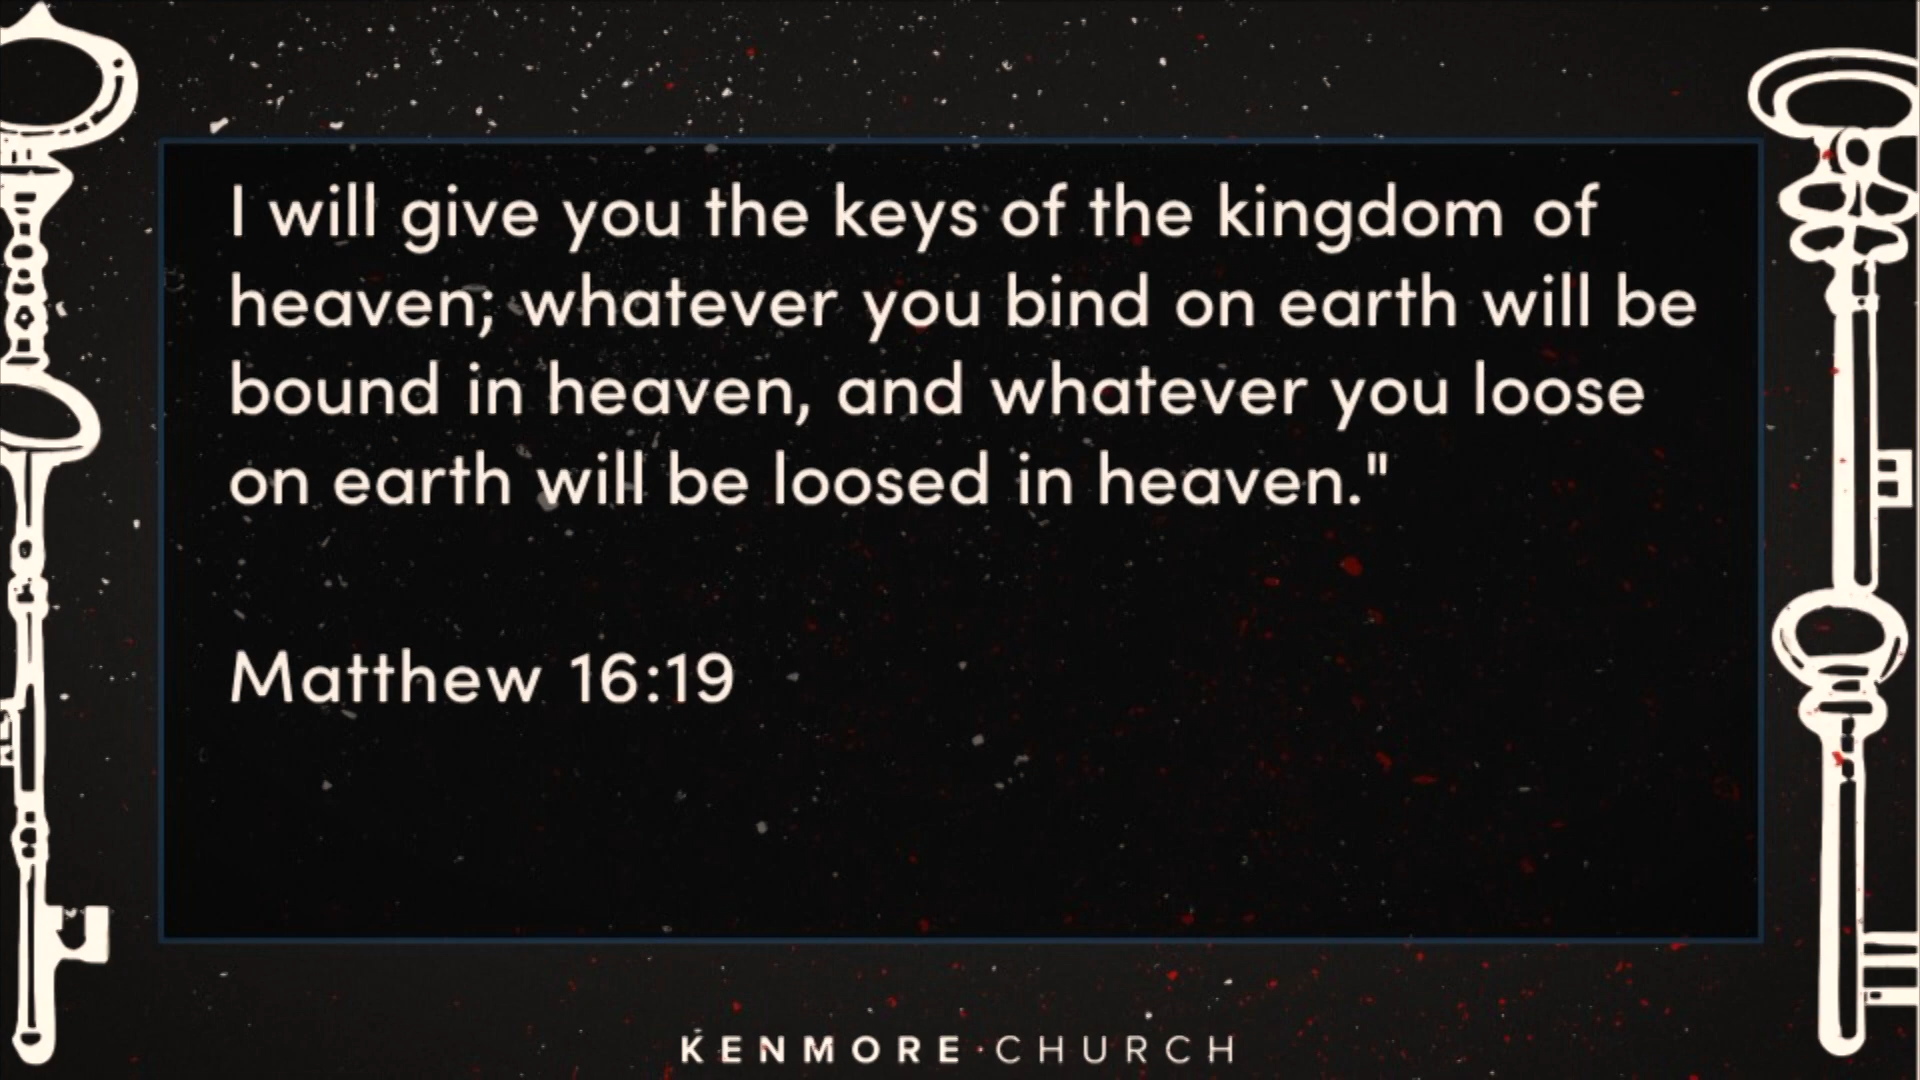 I will give you the keys of the kingdom of
heaven; whatever you bind on earth will be
bound in heaven, and whatever you loose
on earth will be loosed in heaven."
Matthew 16:19
KENMORE·CHURCH